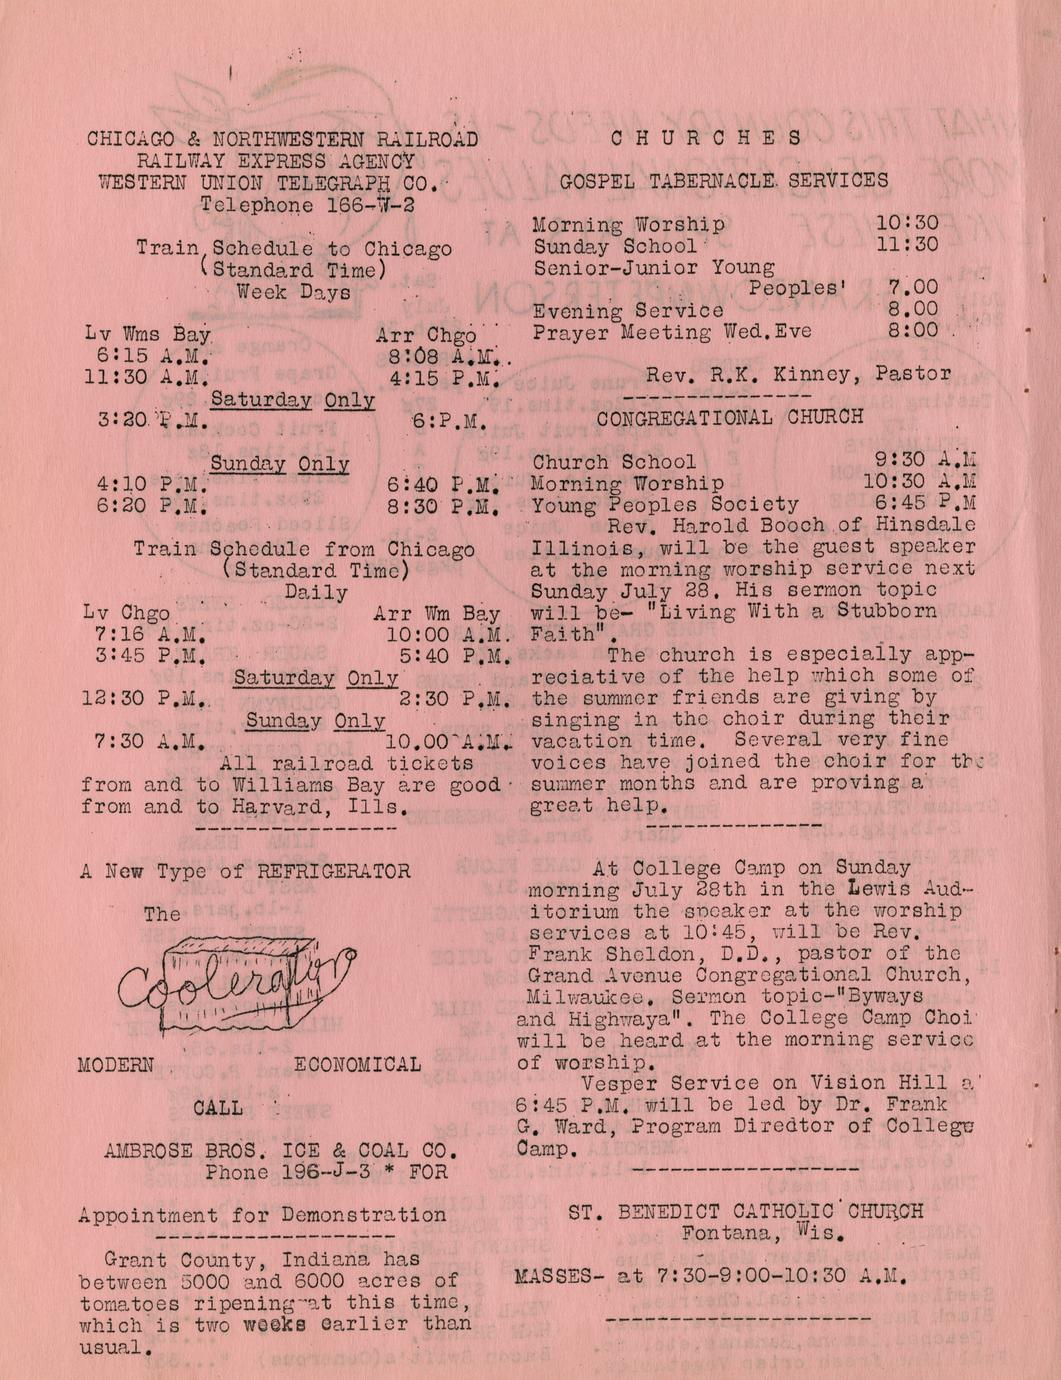 CHICAGO & NORTHWESTERN RAILROAD
RAILWAY EXPRESS AGENCY
WESTERN UNION TELEGRAPH CO.
Telephone 166-W-2
Train Schedule to Chicago
(Standard Time)
Week Days
Lv Wms Bay Arr Chgo
6:15 A.M. 8:08 A.M.
11:30 A.M. 4:15 P.M.
Saturday Only
3:20 P.M. 6:P.M.
Sunday Only
4:10 P.M. 6:40 P.M.
6:20 P.M. 8:30 P.M.
Train Schedule from Chicago
(Standard Time)
Daily
Lv Chgo Arr Wm Bay
7:16 A.M. 10:00 A.M.
3:45 P.M. 5:40 P.M.
Saturday Only
12:30 P.M. 2:30 P.M.
Sunday Only
7:30 A.M. 10.00 A.M.
All railroad tickets
from and to Williams Bay are good
from and to Harvard, Ills.
A New Type of REFRIGERATOR
The
Coolerator
MODERN ECONOMICAL
CALL
AMBROSE BROS. ICE & COAL CO.
Phone 196-J-3 * FOR
Appointment for Demonstration
Grant County, Indiana has
between 5000 and 6000 acres of
tomatoes ripening at this time,
which is two weeks earlier than
usual.
CHURCHES
GOSPEL TABERNACLE SERVICES
Morning Worship 10:30
Sunday School 11:30
Senior-Junior Young
Peoples' 7.00
Evening Service 8.00
Prayer Meeting Wed.Eve 8:00
Rev. R.K. Kinney, Pastor
CONGREGATIONAL CHURCH
Church School 9:30 A.M
Morning Worship 10:30 A.M
Young Peoples Society 6:45 P.M
Rev. Harold Booch of Hinsdale
Illinois, will be the guest speaker
at the morning worship service next
Sunday July 28. His sermon topic
will be- "Living With a Stubborn
Faith".
The church is especially app-
reciative of the help which some of
the summer friends are giving by
singing in the choir during their
vacation time. Several very fine
voices have joined the choir for the
summer months and are proving a
great help.
At College Camp on Sunday
morning July 28th in the Lewis Aud-
itorium the speaker at the worship
services at 10:45, will be Rev.
Frank Sheldon, D.D., pastor of the
Grand Avenue Congregational Church,
Milwaukee. Sermon topic-"Byways
and Highwaya". The College Camp Choi
will be heard at the morning service
of worship.
Vesper Service on Vision Hill a
6:45 P.M. will be led by Dr. Frank
G. Ward, Program Diredtor of College
Camp.
ST. BENEDICT CATHOLIC CHURCH
Fontana, Wis.
MASSES- at 7:30-9:00-10:30 A.M.